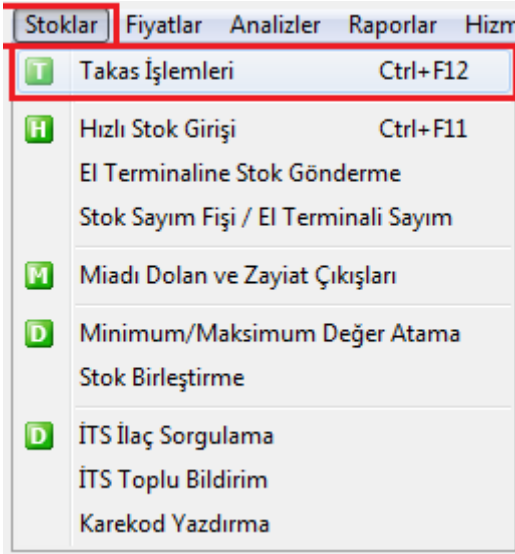 Stoklar Fiyatlar Analizler Raporlar Hizm
T Takas İşlemleri Ctrl+F12
H Hızlı Stok Girişi Ctrl+F11
El Terminaline Stok Gönderme
Stok Sayım Fişi / El Terminali Sayım
M Miadı Dolan ve Zayiat Çıkışları
D Minimum/Maksimum Değer Atama
Stok Birleştirme
D İTS İlaç Sorgulama
İTS Toplu Bildirim
Karekod Yazdırma